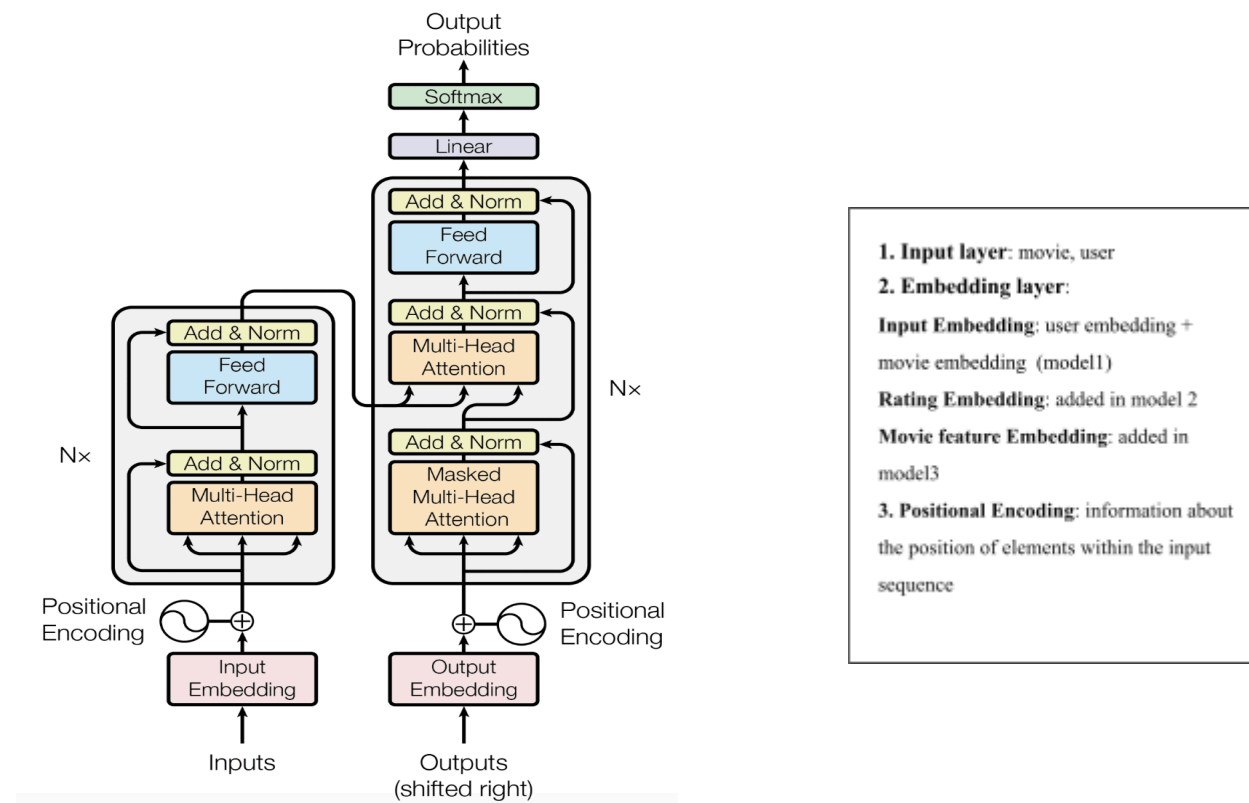 Output
Probabilities
Softmax
Linear
Add & Norm
Feed
Forward
Add & Norm
Multi-Head
Attention
Nx
Add & Norm
Masked
Multi-Head
Attention
Positional
Encoding
Output
Embedding
Outputs
(shifted right)
Add & Norm
Feed
Forward
Nx
Add & Norm
Multi-Head
Attention
Positional
Encoding
Input
Embedding
Inputs
1. Input layer: movie, user
2. Embedding layer:
Input Embedding: user embedding +
movie embedding (model1)
Rating Embedding: added in model 2
Movie feature Embedding: added in
model3
3. Positional Encoding: information about
the position of elements within the input
sequence